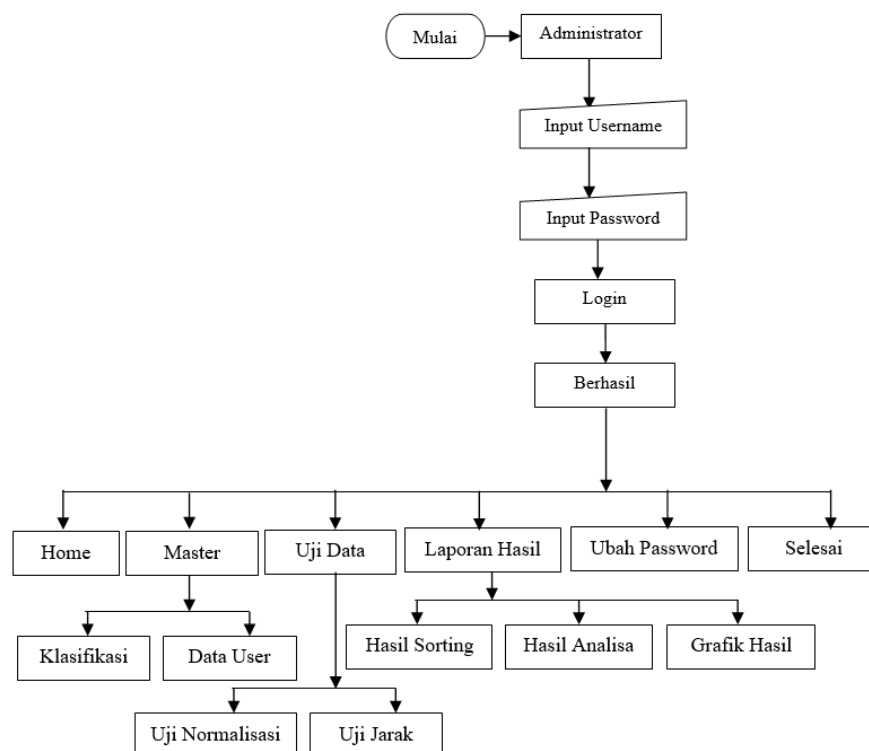 Mulai
Administrator
Input Username
Input Password
Login
Berhasil
Home
Master
Uji Data
Laporan Hasil
Ubah Password
Selesai
Klasifikasi
Data User
Hasil Sorting
Hasil Analisa
Grafik Hasil
Uji Normalisasi
Uji Jarak